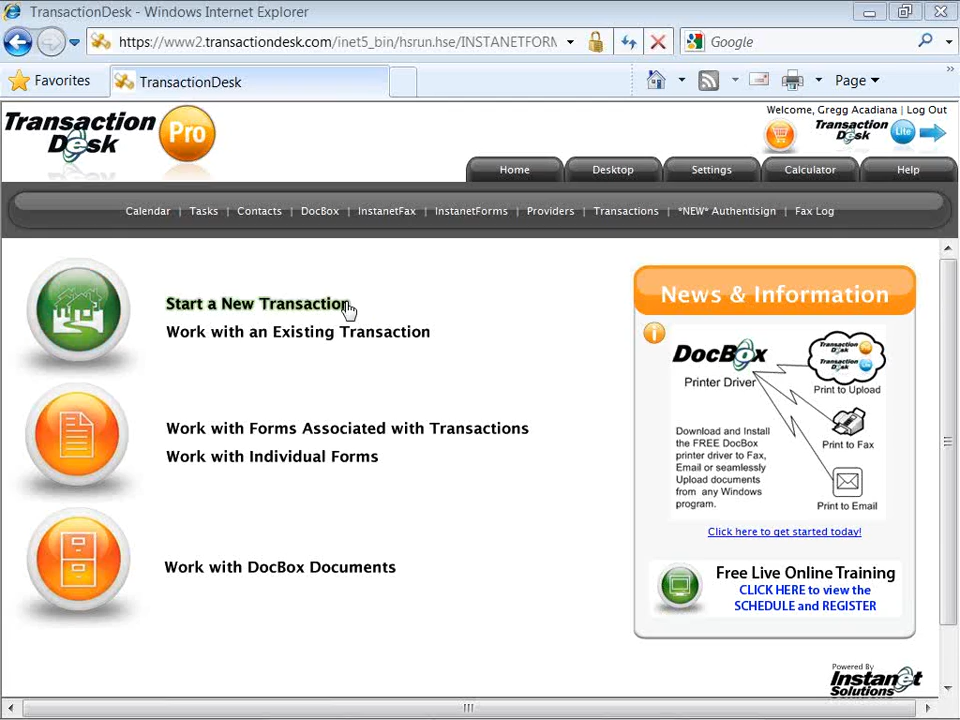 TransactionDesk - Windows Internet Explorer
https://www2.transactiondesk.com/inet5_bin/hsrun.hse/INSTANETFORM
Google
Favorites
TransactionDesk
Page
Welcome, Gregg Acadiana | Log Out
Transaction Desk
Pro
Transaction Desk
Lite
Home
Desktop
Settings
Calculator
Help
Calendar | Tasks | Contacts | DocBox | InstanetFax | InstanetForms | Providers | Transactions | *NEW* Authentisign | Fax Log
Start a New Transaction
Work with an Existing Transaction
Work with Forms Associated with Transactions
Work with Individual Forms
Work with DocBox Documents
News & Information
DocBox
Printer Driver
Transaction Desk Pro
Transaction Desk Lite
Print to Upload
Print to Fax
Print to Email
Download and Install
the FREE DocBox
printer driver to Fax,
Email or seamlessly
Upload documents
from any Windows
program.
Click here to get started today!
Free Live Online Training
CLICK HERE to view the
SCHEDULE and REGISTER
Powered By
Instanet
Solutions